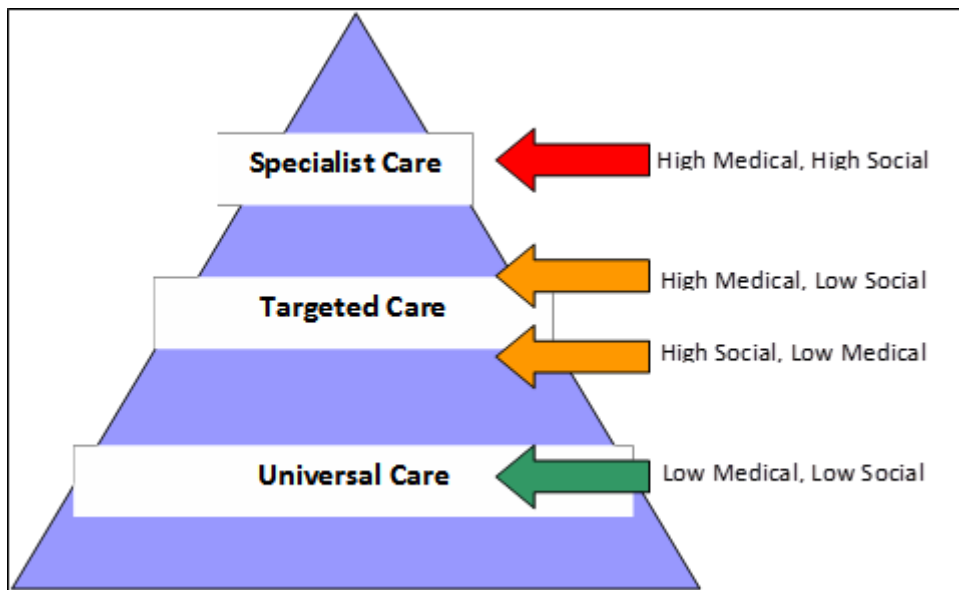 Specialist Care
High Medical, High Social
High Medical, Low Social
Targeted Care
High Social, Low Medical
Universal Care
Low Medical, Low Social